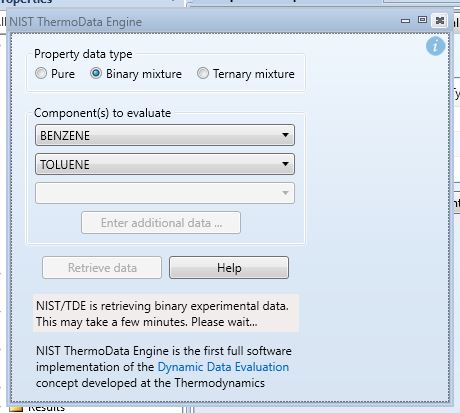 NIST ThermoData Engine
Property data type
Pure
Binary mixture
Ternary mixture
Component(s) to evaluate
BENZENE
TOLUENE
Enter additional data ...
Retrieve data
Help
NIST/TDE is retrieving binary experimental data.
This may take a few minutes. Please wait...
NIST ThermoData Engine is the first full software
implementation of the Dynamic Data Evaluation
concept developed at the Thermodynamics
Results